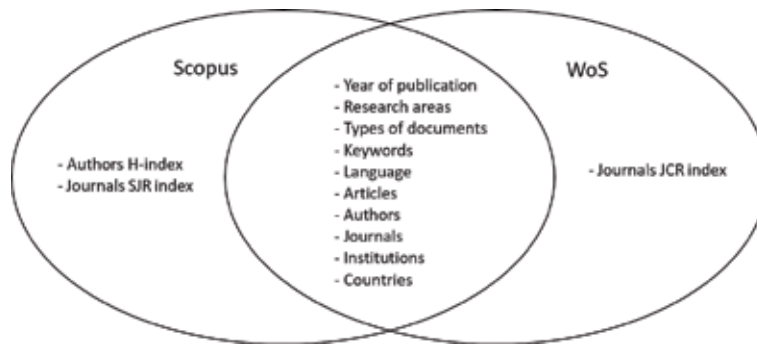 Scopus
WoS
- Year of publication
- Research areas
- Types of documents
- Keywords
- Language
- Articles
- Authors
- Journals
- Institutions
- Countries
- Authors H-index
- Journals SJR index
- Journals JCR index